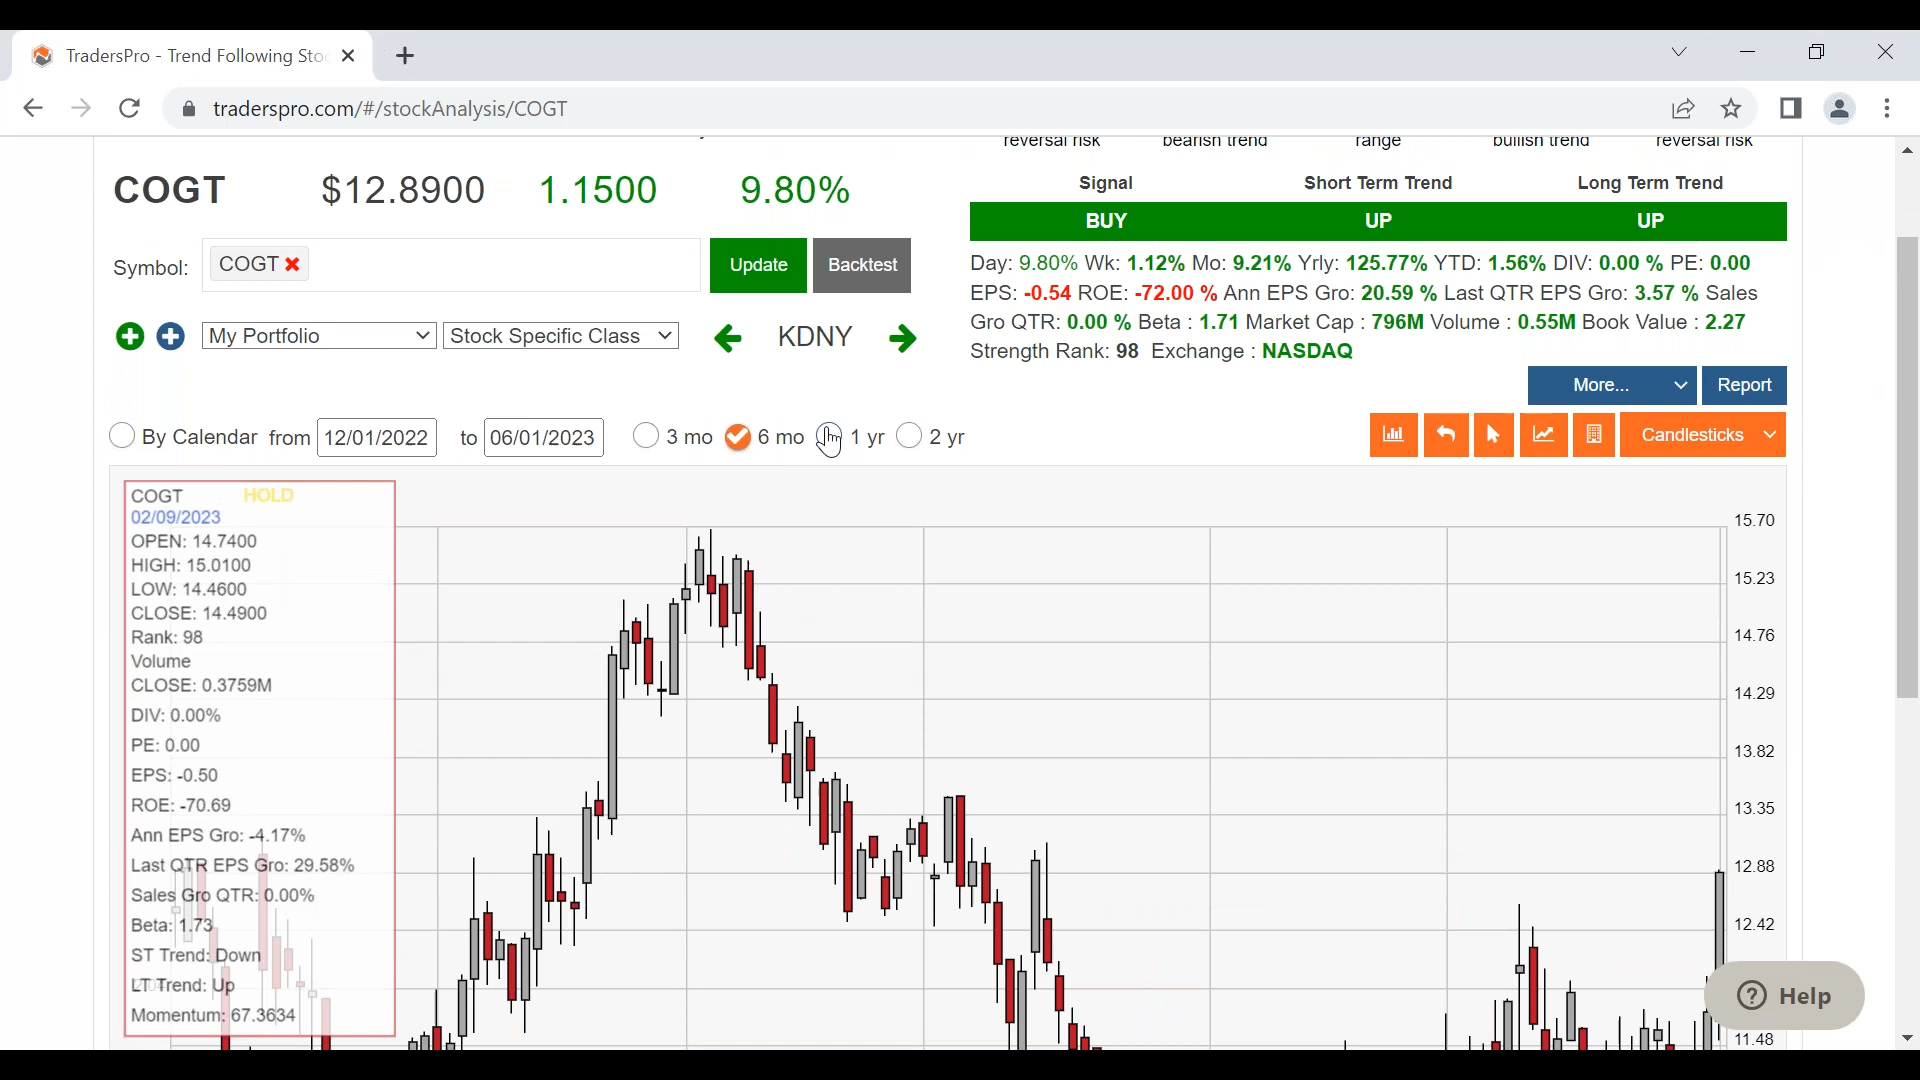 TradersPro - Trend Following Stoc
traderspro.com/#/stockAnalysis/COGT
reversal risk bearish trend range bullish trend reversal risk
COGT $12.8900 1.1500 9.80%
Signal Short Term Trend Long Term Trend
BUY UP UP
Symbol: COGT Update Backtest
Day: 9.80% Wk: 1.12% Mo: 9.21% Yrly: 125.77% YTD: 1.56% DIV: 0.00 % PE: 0.00
EPS: -0.54 ROE: -72.00 % Ann EPS Gro: 20.59 % Last QTR EPS Gro: 3.57 % Sales
Gro QTR: 0.00 % Beta : 1.71 Market Cap : 796M Volume : 0.55M Book Value : 2.27
Strength Rank: 98 Exchange : NASDAQ
My Portfolio Stock Specific Class KDNY
More... Report
By Calendar from 12/01/2022 to 06/01/2023 3 mo 6 mo 1 yr 2 yr
Candlesticks
COGT HOLD
02/09/2023
OPEN: 14.7400
HIGH: 15.0100
LOW: 14.4600
CLOSE: 14.4900
Rank: 98
Volume
CLOSE: 0.3759M
DIV: 0.00%
PE: 0.00
EPS: -0.50
ROE: -70.69
Ann EPS Gro: -4.17%
Last QTR EPS Gro: 29.58%
Sales Gro QTR: 0.00%
Beta: 1.73
ST Trend: Down
LT Trend: Up
Momentum: 67.3634
15.70
15.23
14.76
14.29
13.82
13.35
12.88
12.42
11.48
Help